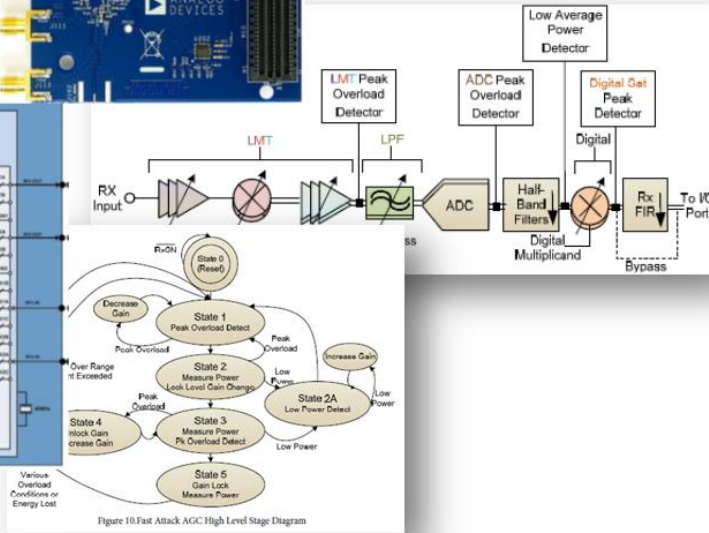 ANALOG
DEVICES
Low Average
Power
Detector
LMT Peak
Overload
Detector
ADC Peak
Overload
Detector
Digital Sat
Peak
Detector
LMT
LPF
Digital
RX
Input
ADC
Half-
Band
Filters
Rx
FIR
To I/O
Port
ss
Digital
Multiplicand
Bypass
RxON
State 0
(Reset)
Decrease
Gain
State 1
Peak Overload Detect
Peak Overload
Peak
Overload
Over Range
nt Exceeded
State 2
Measure Power
Lock Level Gain Change
Low
Power
Increase Gain
State 2A
Low Power Detect
Low
Power
Peak
Overload
State 4
nlock Gain
crease Gain
State 3
Measure Power
Pk Overload Detect
Low Power
State 5
Gain Lock
Measure Power
Various
Overload
Conditions or
Energy Lost
Figure 10.Fast Attack AGC High Level Stage Diagram